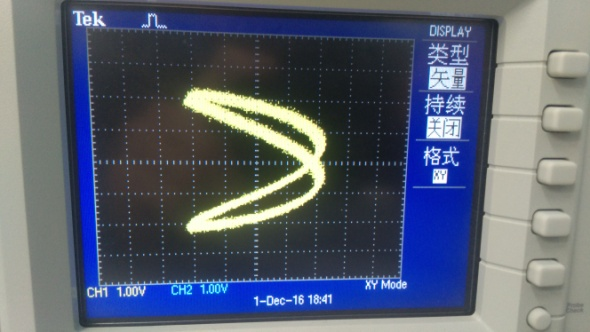 Tek
DISPLAY
类型
矢量
持续
关闭
格式
XY
CH1 1.00V
CH2 1.00V
XY Mode
1-Dec-16 18:41